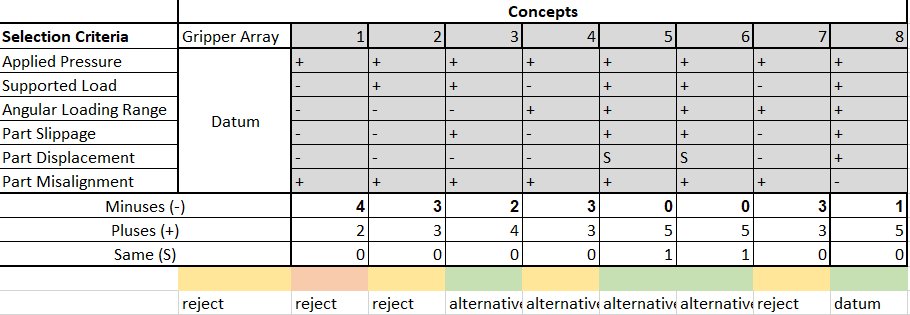 Concepts
Selection Criteria Gripper Array 1 2 3 4 5 6 7 8
Applied Pressure + + + + + + + +
Supported Load - + + - + + - +
Angular Loading Range - - - + + + + +
Datum
Part Slippage - - + - + + - +
Part Displacement - - - - S S - +
Part Misalignment + + + + + + + -
Minuses (-) 4 3 2 3 0 0 3 1
Pluses (+) 2 3 4 3 5 5 3 5
Same (S) 0 0 0 0 1 1 0 0
reject reject reject alternative alternative alternative alternative reject datum